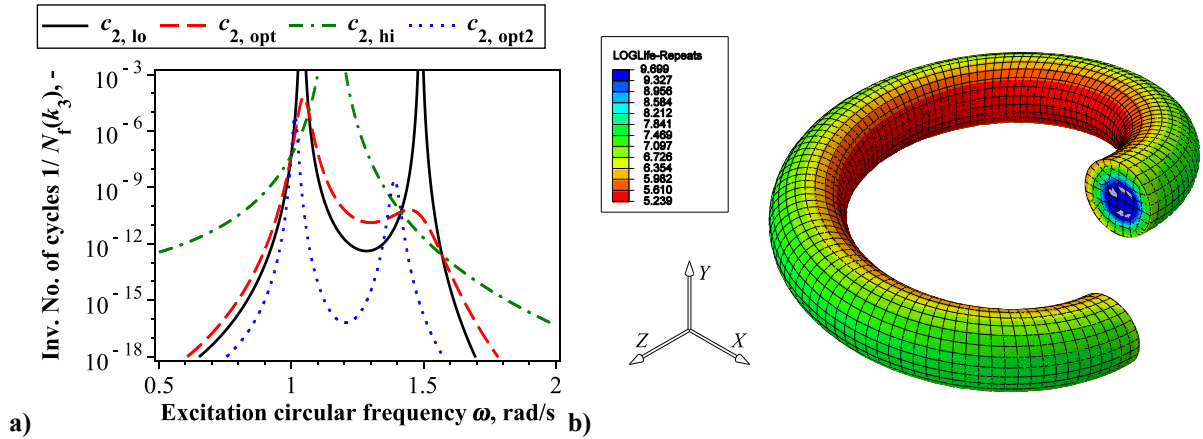 c2, lo c2, opt c2, hi c2, opt2
Inv. No. of cycles 1/ Nf(k3), -
10-3
10-6
10-9
10-12
10-15
10-18
0.5 1 1.5 2
Excitation circular frequency ω, rad/s
a)
LOGLife-Repeats
9.699
9.327
8.956
8.584
8.212
7.841
7.469
7.097
6.726
6.354
5.982
5.610
5.239
Y
Z X
b)